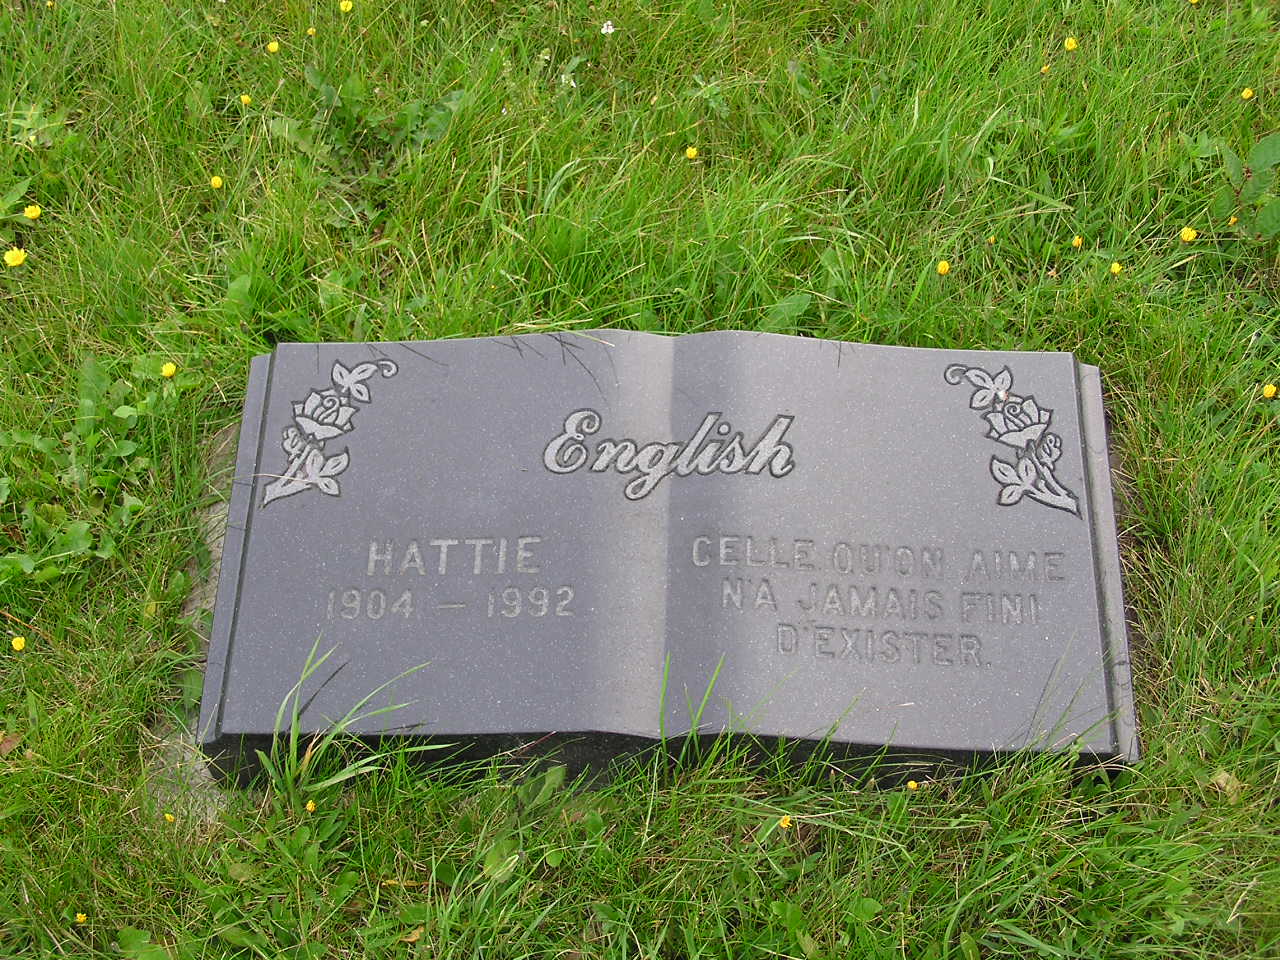 English
HATTIE
1904 – 1992
CELLE QU'ON AIME
N'A JAMAIS FINI
D'EXISTER.